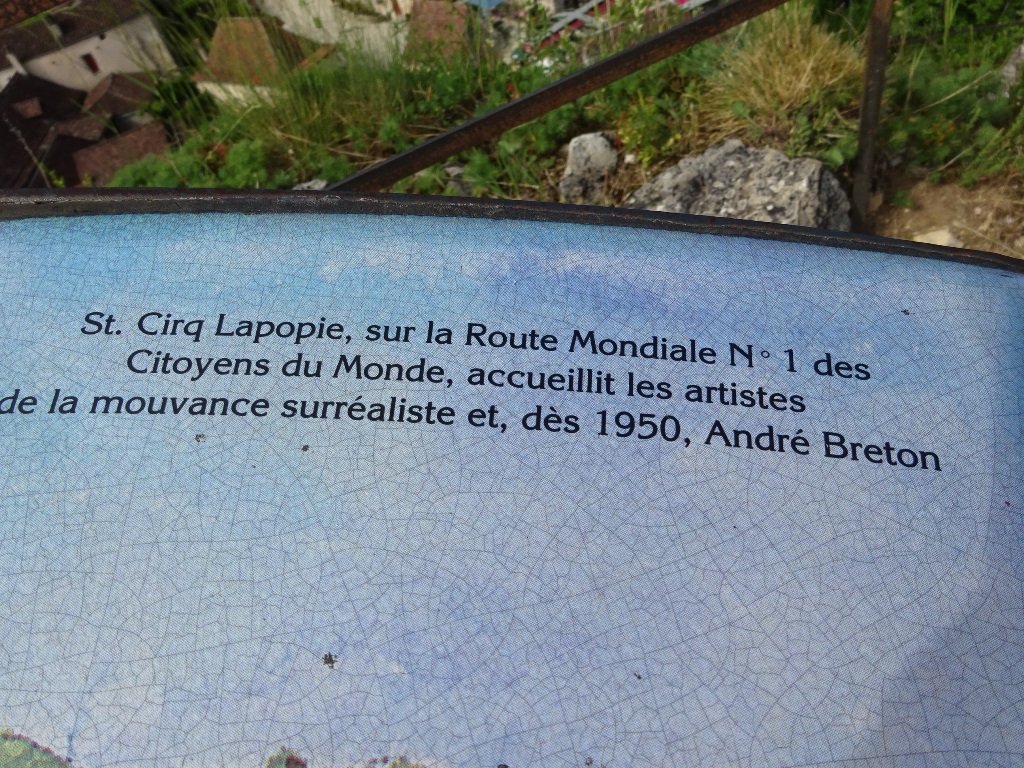 St. Cirq Lapopie, sur la Route Mondiale N° 1 des
Citoyens du Monde, accueillit les artistes
de la mouvance surréaliste et, dès 1950, André Breton